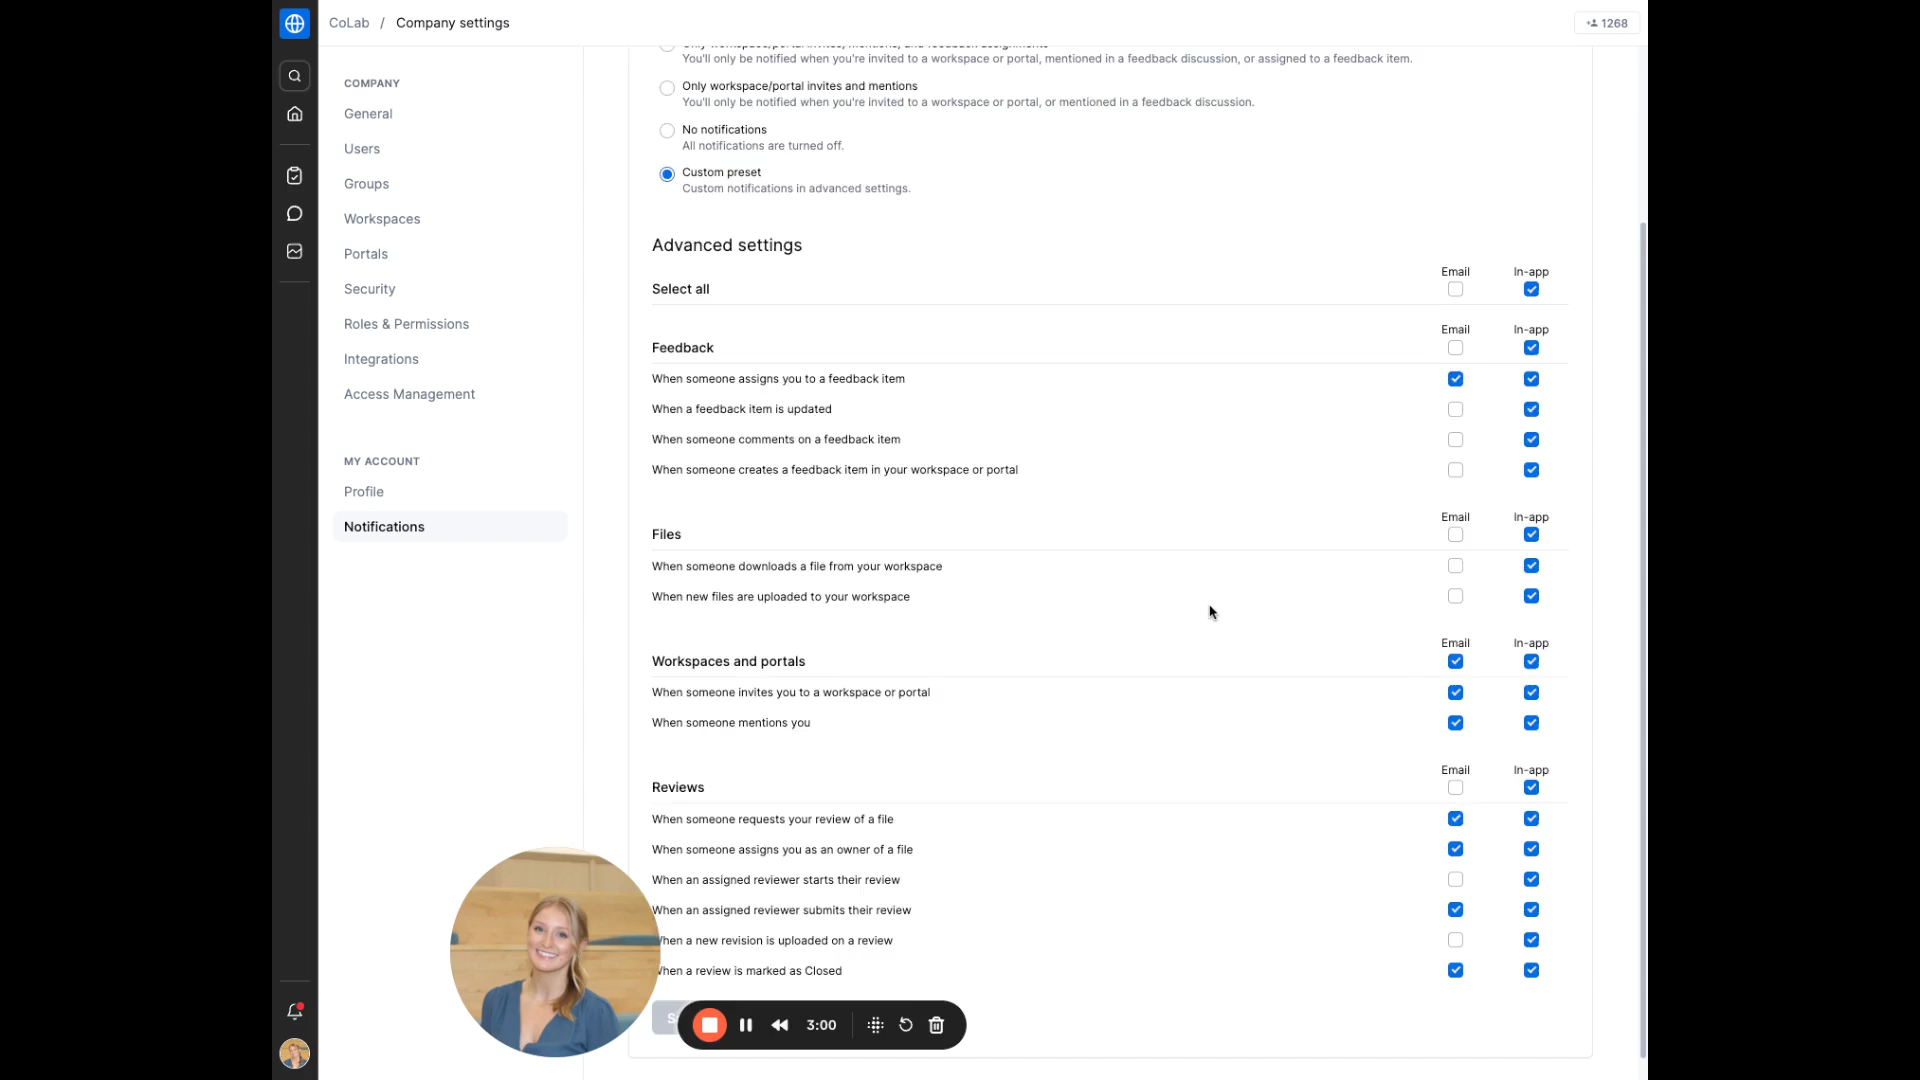 CoLab / Company settings
1268
Only workspace/portal invites, mentions, and feedback assignments
You'll only be notified when you're invited to a workspace or portal, mentioned in a feedback discussion, or assigned to a feedback item.
COMPANY
Only workspace/portal invites and mentions
You'll only be notified when you're invited to a workspace or portal, or mentioned in a feedback discussion.
General
No notifications
All notifications are turned off.
Users
Custom preset
Custom notifications in advanced settings.
Groups
Workspaces
Portals
Security
Roles & Permissions
Integrations
Access Management
MY ACCOUNT
Profile
Notifications
Advanced settings
Email In-app
Select all
Email In-app
Feedback
When someone assigns you to a feedback item
When a feedback item is updated
When someone comments on a feedback item
When someone creates a feedback item in your workspace or portal
Email In-app
Files
When someone downloads a file from your workspace
When new files are uploaded to your workspace
Email In-app
Workspaces and portals
When someone invites you to a workspace or portal
When someone mentions you
Email In-app
Reviews
When someone requests your review of a file
When someone assigns you as an owner of a file
When an assigned reviewer starts their review
When an assigned reviewer submits their review
When a new revision is uploaded on a review
When a review is marked as Closed
3:00